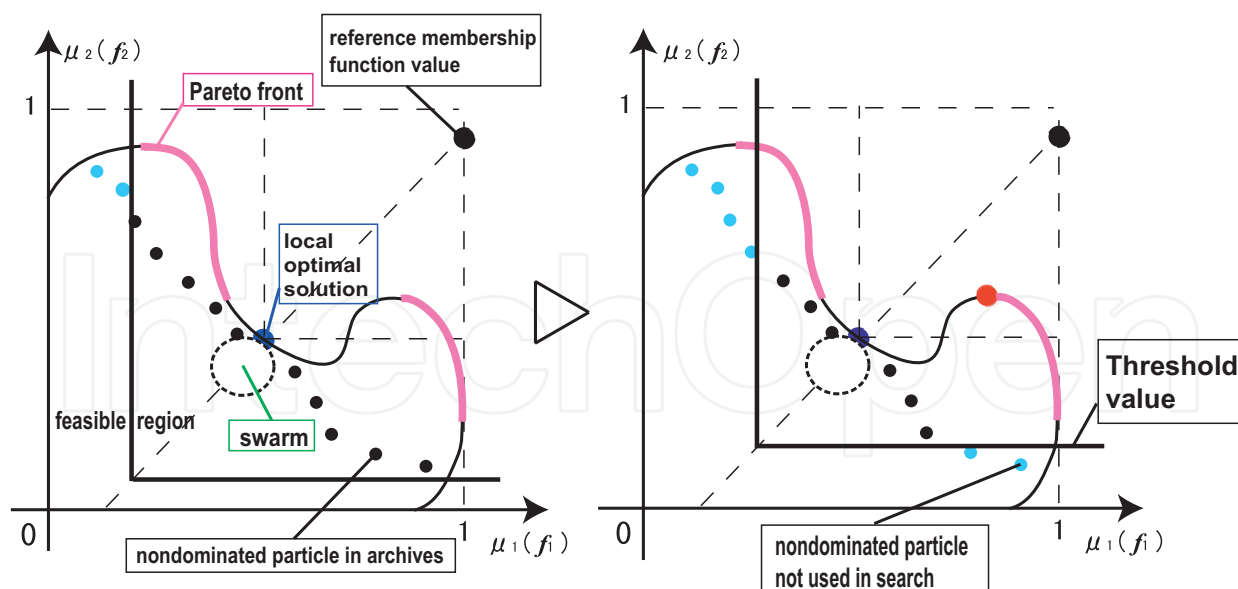 μ₂(f₂)
reference membership
function value
Pareto front
1
local
optimal
solution
feasible region
swarm
0
1
μ₁(f₁)
nondominated particle in archives
μ₂(f₂)
1
Threshold
value
0
1
μ₁(f₁)
nondominated particle
not used in search
IntechOpen